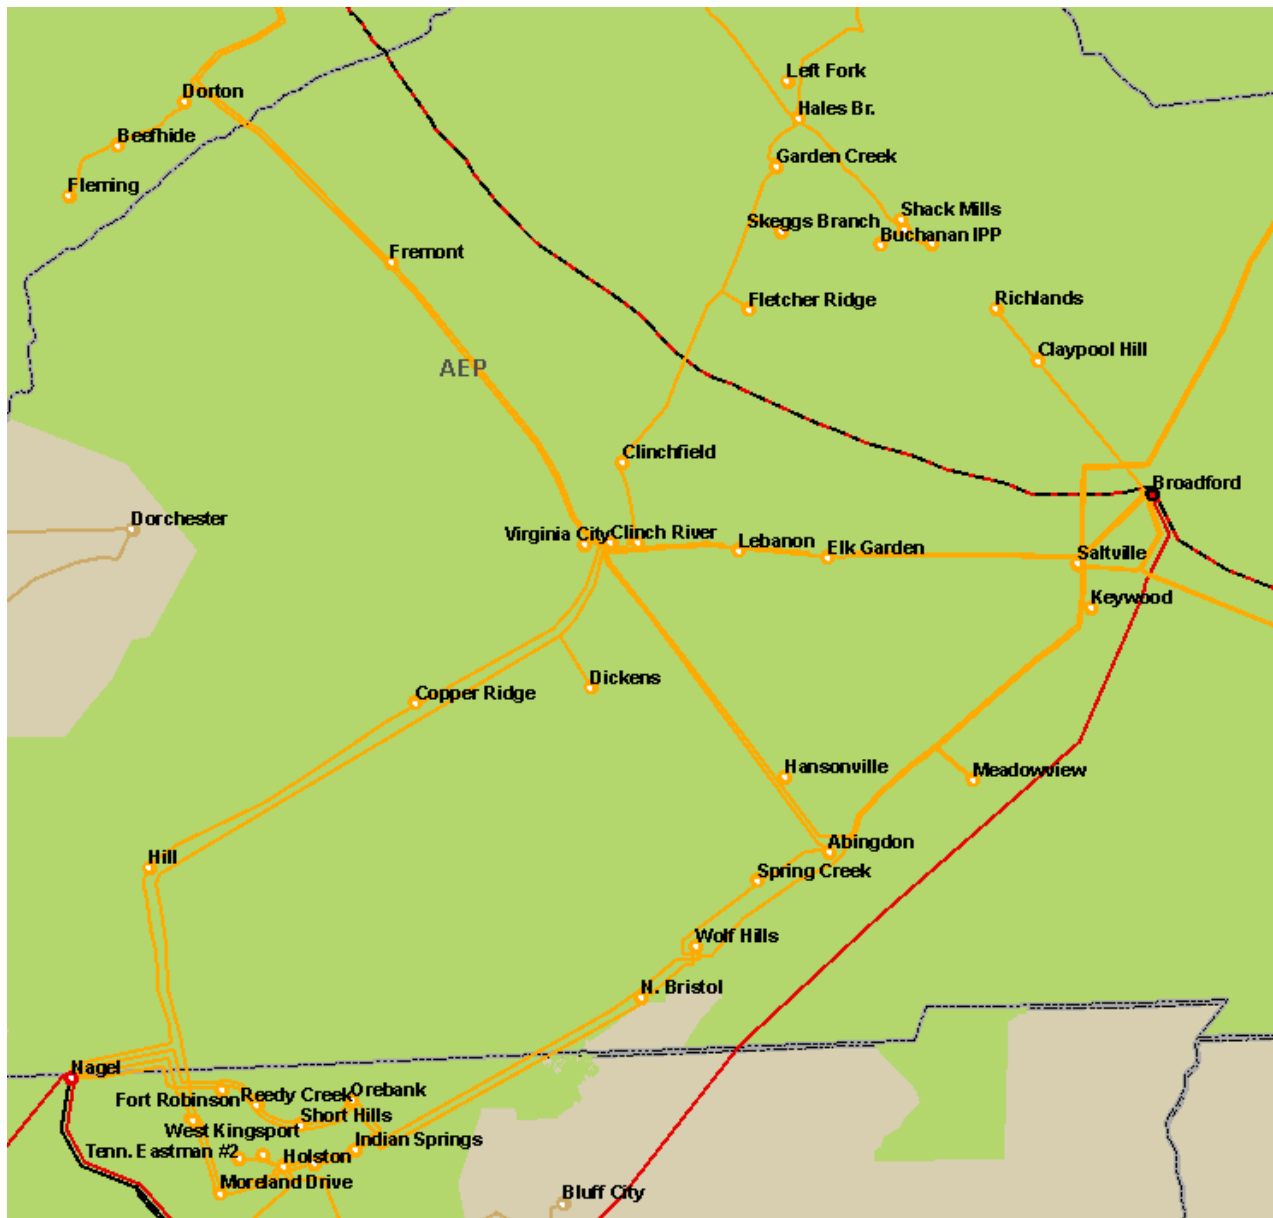 Left Fork
Dorton
Hales Br.
Beefhide
Garden Creek
Fleming
Shack Mills
Skeggs Branch
Buchanan IPP
Fremont
Fletcher Ridge
Richlands
Claypool Hill
AEP
Clinchfield
Broadford
Dorchester
Virginia City
Clinch River
Lebanon
Elk Garden
Saltville
Keywood
Dickens
Copper Ridge
Hansonville
Meadowview
Abingdon
Hill
Spring Creek
Wolf Hills
N. Bristol
Nagel
Fort Robinson
Reedy Creek
Orebank
Short Hills
West Kingsport
Indian Springs
Tenn. Eastman #2
Holston
Moreland Drive
Bluff City